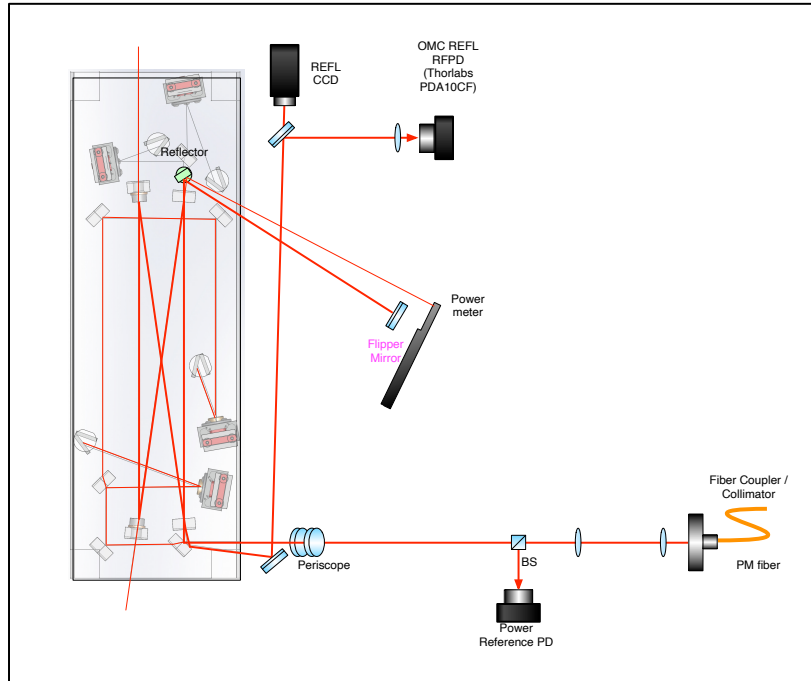 REFL
CCD
OMC REFL
RFPD
(Thorlabs
PDA10CF)
Reflector
Power
meter
Flipper
Mirror
Fiber Coupler /
Collimator
PM fiber
BS
Periscope
Power
Reference PD